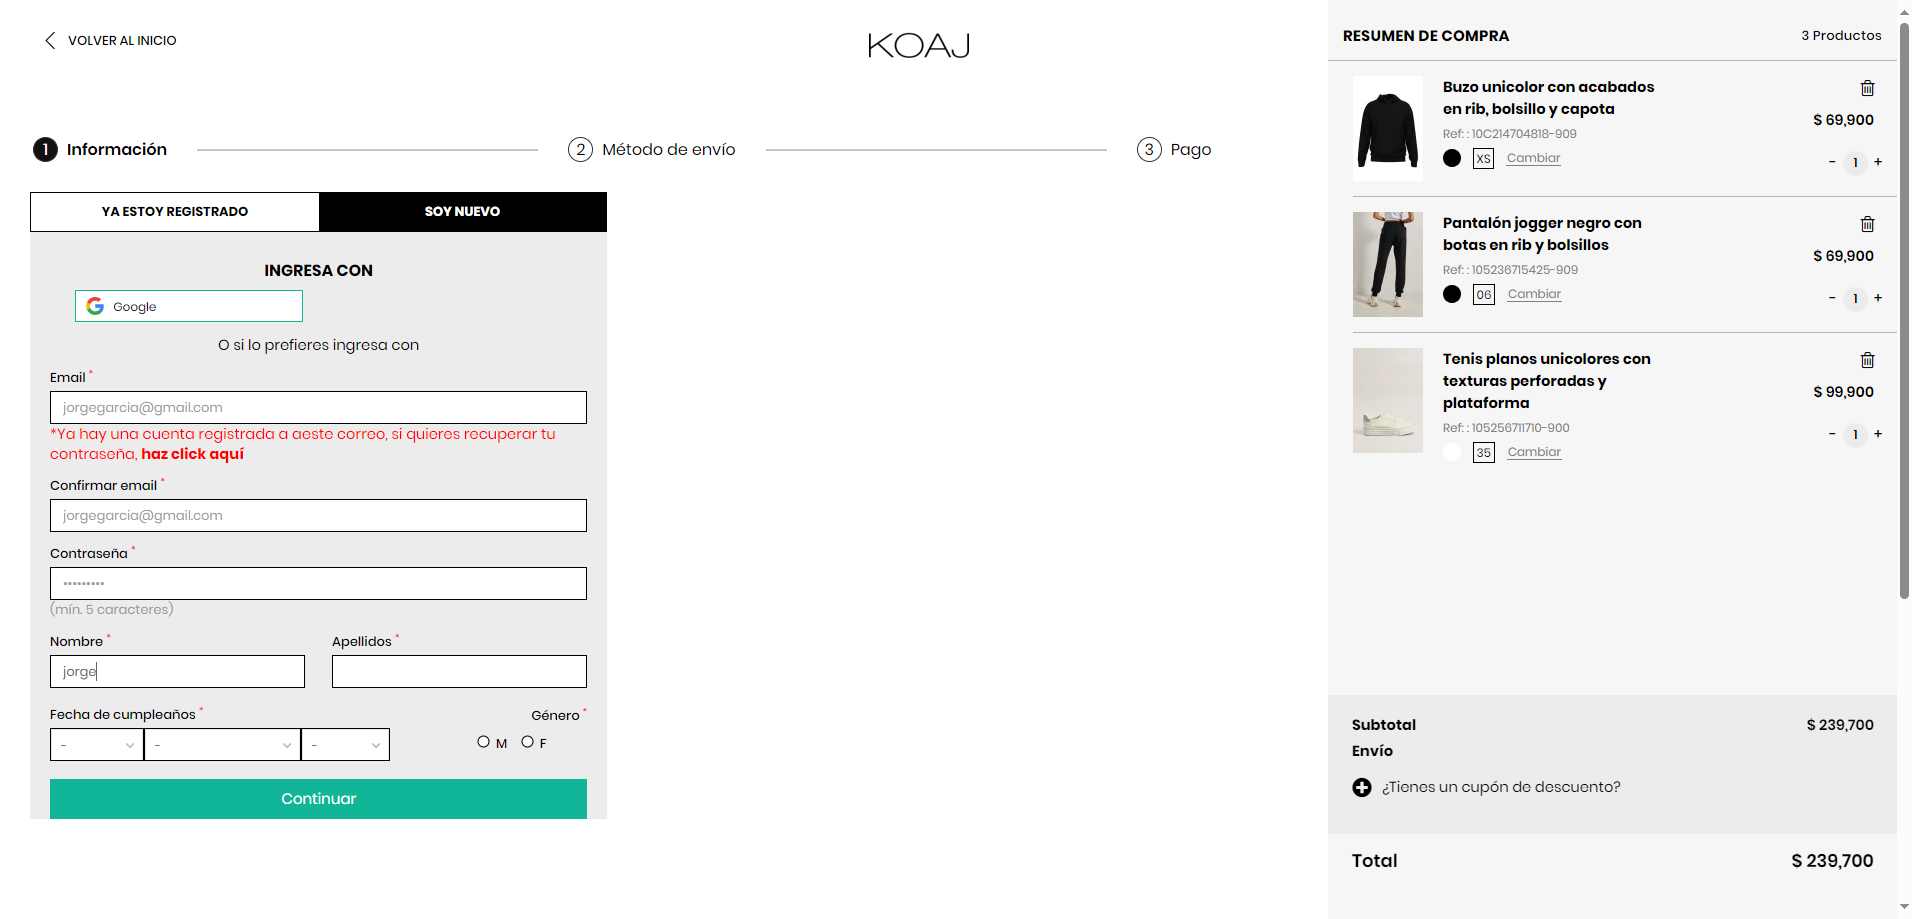 VOLVER AL INICIO
KOAJ
1 Información
2 Método de envío
3 Pago
YA ESTOY REGISTRADO
SOY NUEVO
INGRESA CON
Google
O si lo prefieres ingresa con
Email *
jorgegarcia@gmail.com
*Ya hay una cuenta registrada a aeste correo, si quieres recuperar tu
contraseña, haz click aquí
Confirmar email *
jorgegarcia@gmail.com
Contraseña *
•••••••••
(mín. 5 caracteres)
Nombre *
Apellidos *
jorge
Fecha de cumpleaños *
Género *
- - -
M F
Continuar
RESUMEN DE COMPRA
3 Productos
Buzo unicolor con acabados
en rib, bolsillo y capota
$ 69,900
Ref: : 10C214704818-909
XS Cambiar
- 1 +
Pantalón jogger negro con
botas en rib y bolsillos
$ 69,900
Ref: : 105236715425-909
06 Cambiar
- 1 +
Tenis planos unicolores con
texturas perforadas y
plataforma
$ 99,900
Ref: : 105256711710-900
35 Cambiar
- 1 +
Subtotal $ 239,700
Envío
¿Tienes un cupón de descuento?
Total $ 239,700